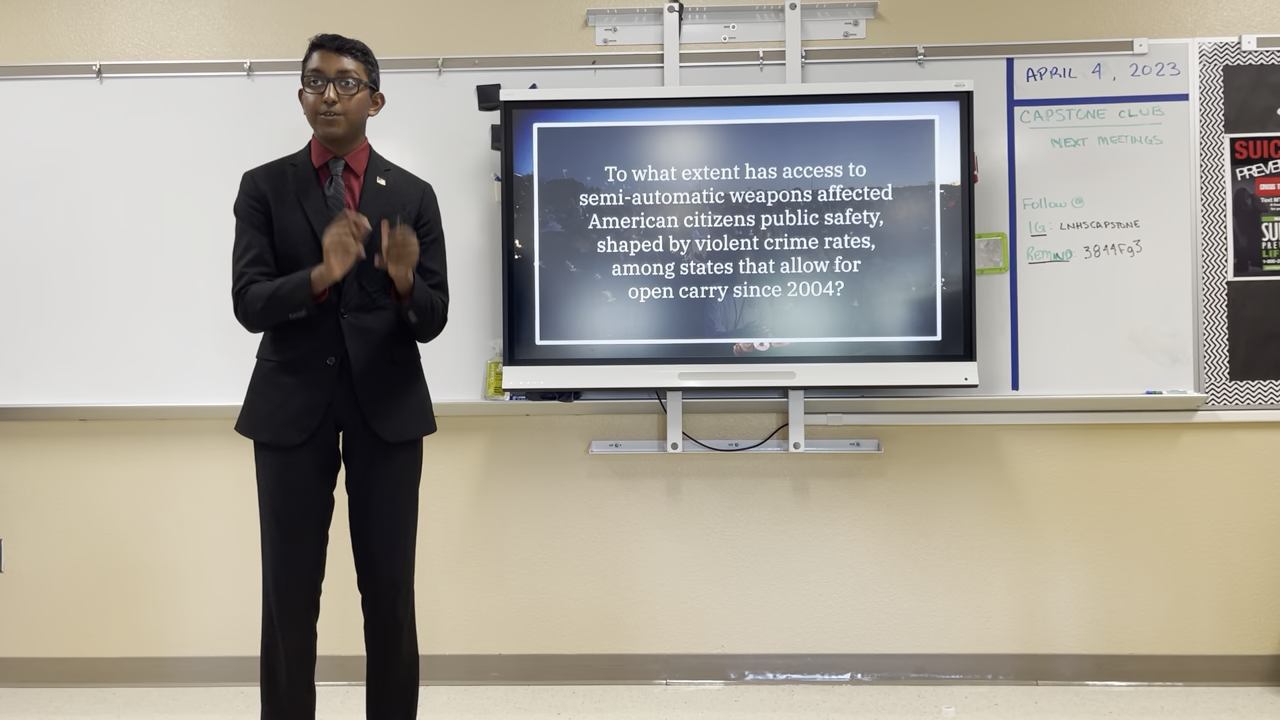 To what extent has access to
semi-automatic weapons affected
American citizens public safety,
shaped by violent crime rates,
among states that allow for
open carry since 2004?
APRIL 4, 2023
CAPSTONE CLUB
NEXT MEETINGS
Follow @
IG: LNHSCAPSTONE
Remind 3844Fg3
SUIC
PREVE